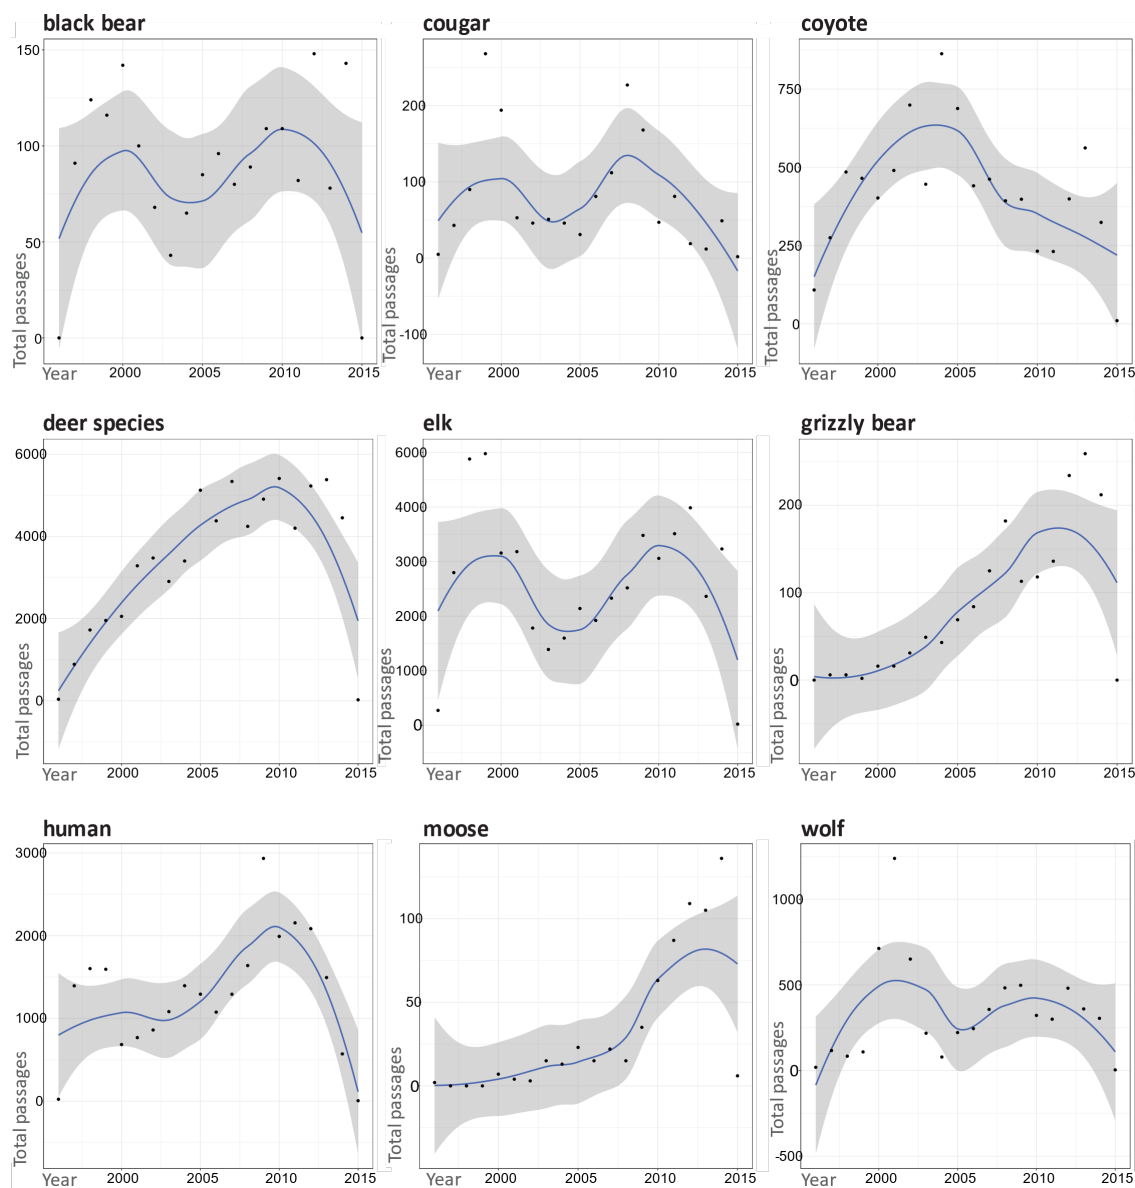 black bear
150
100
50
0
Total passages
Year
2000
2005
2010
2015
cougar
200
100
0
-100
Total passages
Year
2000
2005
2010
2015
coyote
750
500
250
0
Total passages
Year
2000
2005
2010
2015
deer species
6000
4000
2000
0
Total passages
Year
2000
2005
2010
2015
elk
6000
4000
3000
2000
1000
0
Total passages
Year
2000
2005
2010
2015
grizzly bear
200
100
0
Total passages
Year
2000
2005
2010
2015
human
3000
2000
1000
0
Total passages
Year
2000
2005
2010
2015
moose
100
50
0
Total passages
Year
2000
2005
2010
2015
wolf
1000
500
0
-500
Total passages
Year
2000
2005
2010
2015